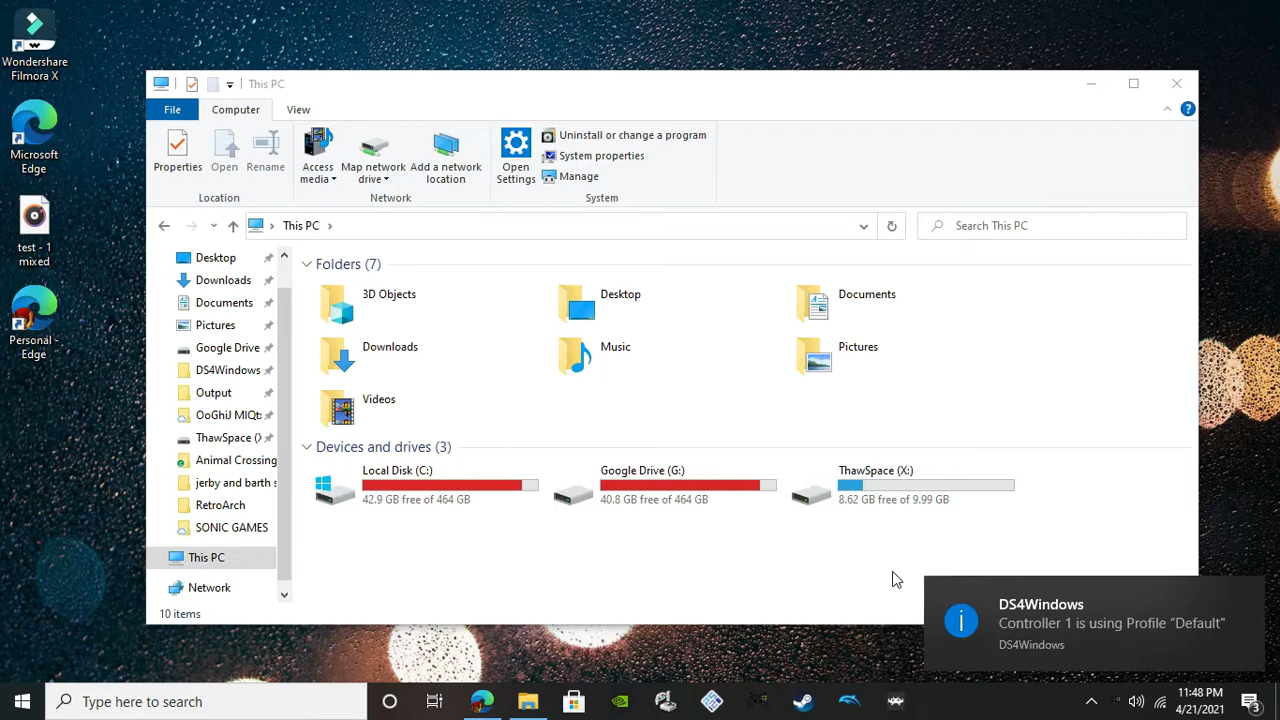 Wondershare
Filmora X
Microsoft
Edge
test - 1
mixed
Personal -
Edge
This PC
File
Computer
View
Properties
Open
Rename
Access
media
Map network
drive
Add a network
location
Open
Settings
Uninstall or change a program
System properties
Manage
Location
Network
System
This PC
Search This PC
Desktop
Downloads
Documents
Pictures
Google Drive
DS4Windows
Output
OoGhiJ MIQt
ThawSpace (X
Animal Crossing
jerby and barth s
RetroArch
SONIC GAMES
This PC
Network
10 items
Folders (7)
3D Objects
Desktop
Documents
Downloads
Music
Pictures
Videos
Devices and drives (3)
Local Disk (C:)
42.9 GB free of 464 GB
Google Drive (G:)
40.8 GB free of 464 GB
ThawSpace (X:)
8.62 GB free of 9.99 GB
DS4Windows
Controller 1 is using Profile "Default"
DS4Windows
Type here to search
11:48 PM
4/21/2021
3